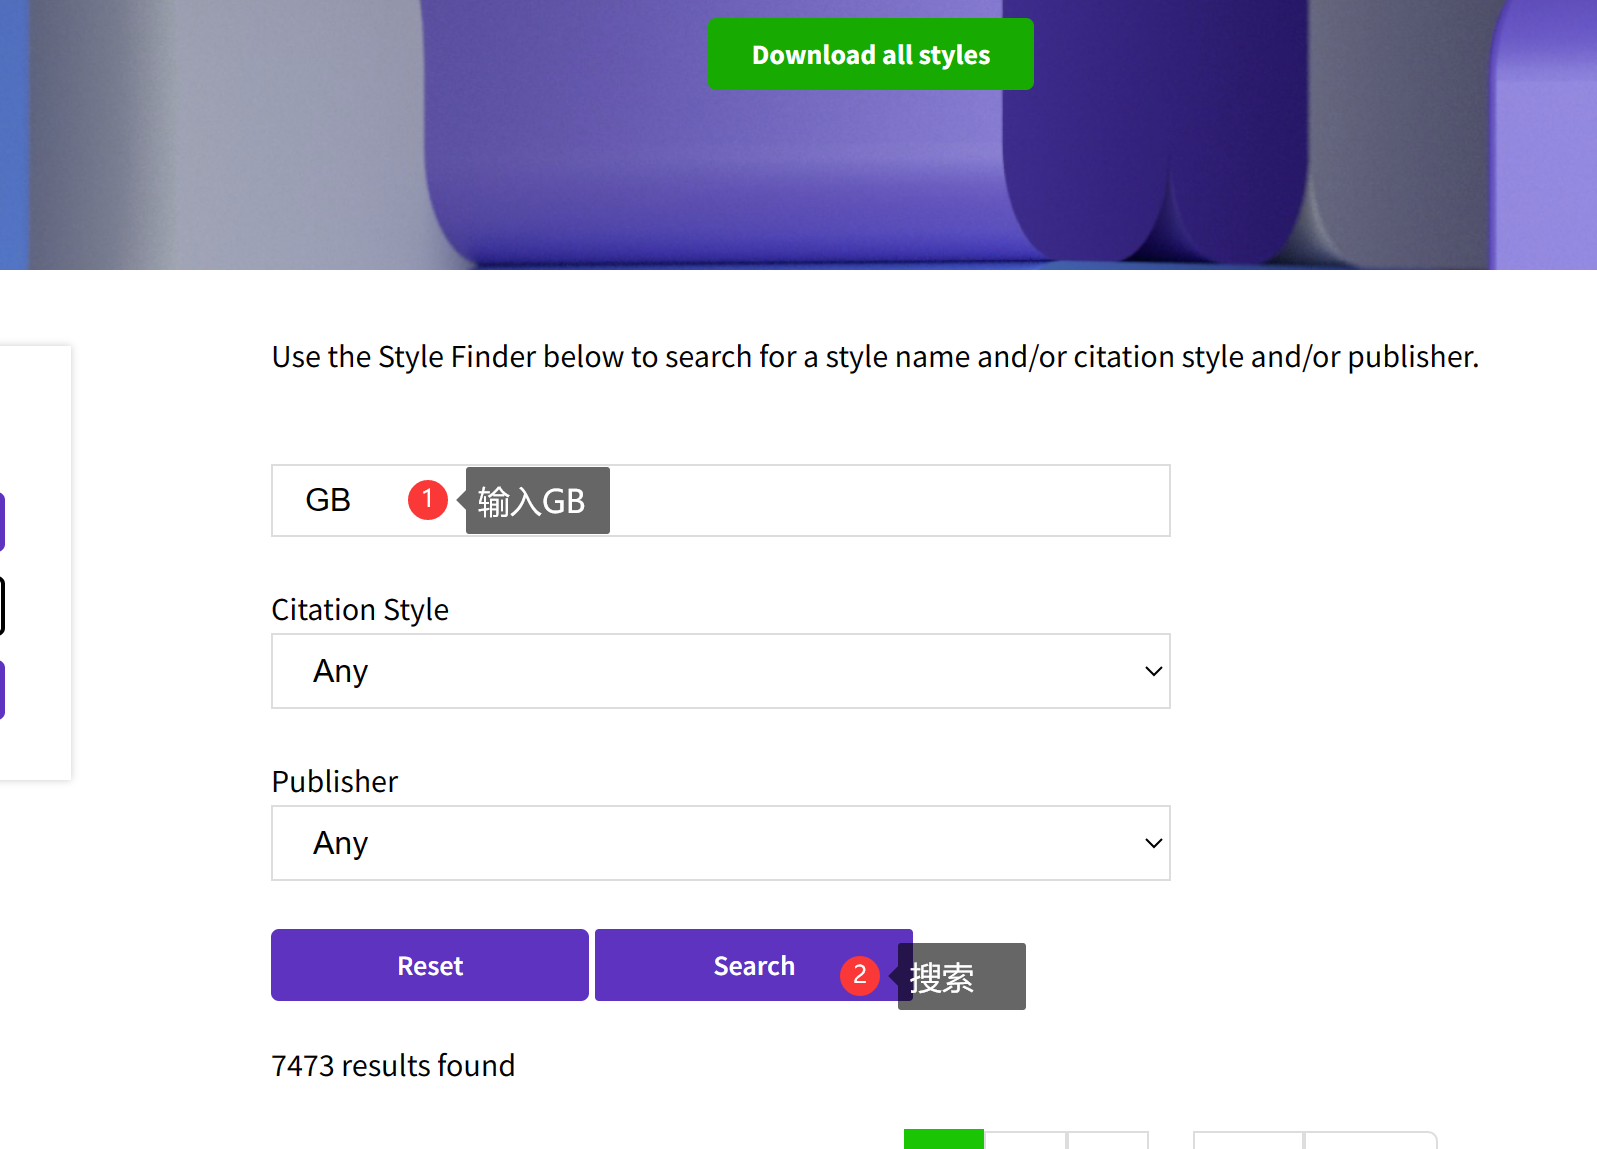 Download all styles
Use the Style Finder below to search for a style name and/or citation style and/or publisher.
GB
1
输入GB
Citation Style
Any
Publisher
Any
Reset
Search
2
搜索
7473 results found